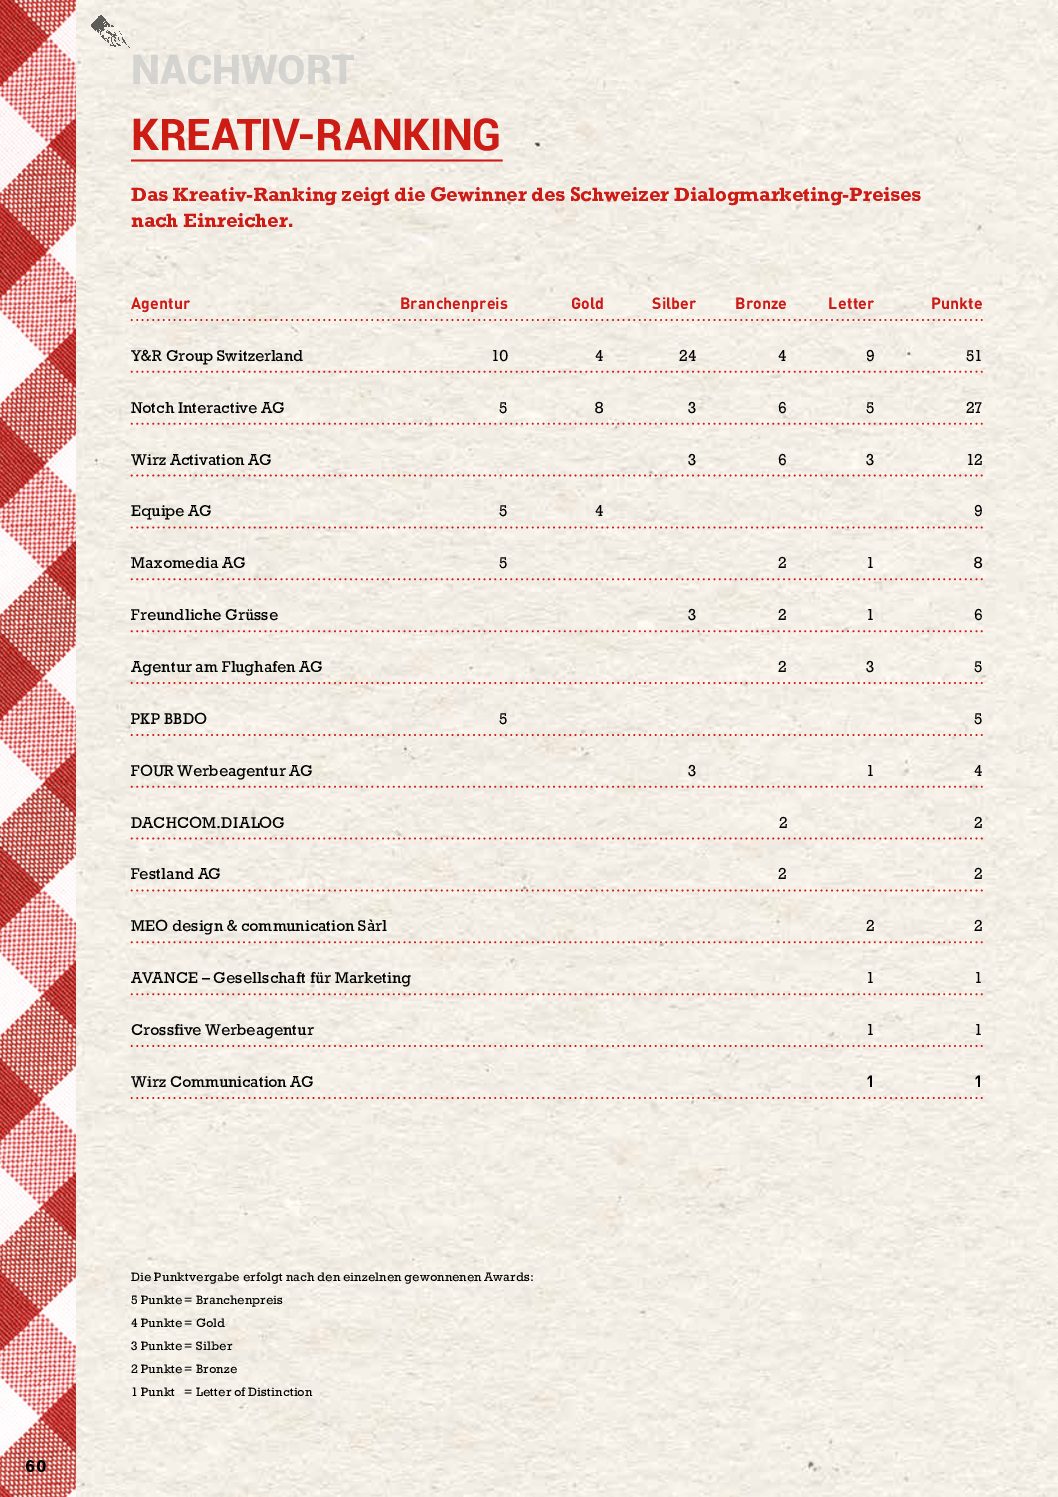 NACHWORT
KREATIV-RANKING
Das Kreativ-Ranking zeigt die Gewinner des Schweizer Dialogmarketing-Preises
nach Einreicher.
Agentur Branchenpreis Gold Silber Bronze Letter Punkte
Y&R Group Switzerland 10 4 24 4 9 51
Notch Interactive AG 5 8 3 6 5 27
Wirz Activation AG 3 6 3 12
Equipe AG 5 4 9
Maxomedia AG 5 2 1 8
Freundliche Grüsse 3 2 1 6
Agentur am Flughafen AG 2 3 5
PKP BBDO 5 5
FOUR Werbeagentur AG 3 1 4
DACHCOM.DIALOG 2 2
Festland AG 2 2
MEO design & communication Sàrl 2 2
AVANCE – Gesellschaft für Marketing 1 1
Crossfive Werbeagentur 1 1
Wirz Communication AG 1 1
Die Punktvergabe erfolgt nach den einzelnen gewonnenen Awards:
5 Punkte = Branchenpreis
4 Punkte = Gold
3 Punkte = Silber
2 Punkte = Bronze
1 Punkt = Letter of Distinction
60